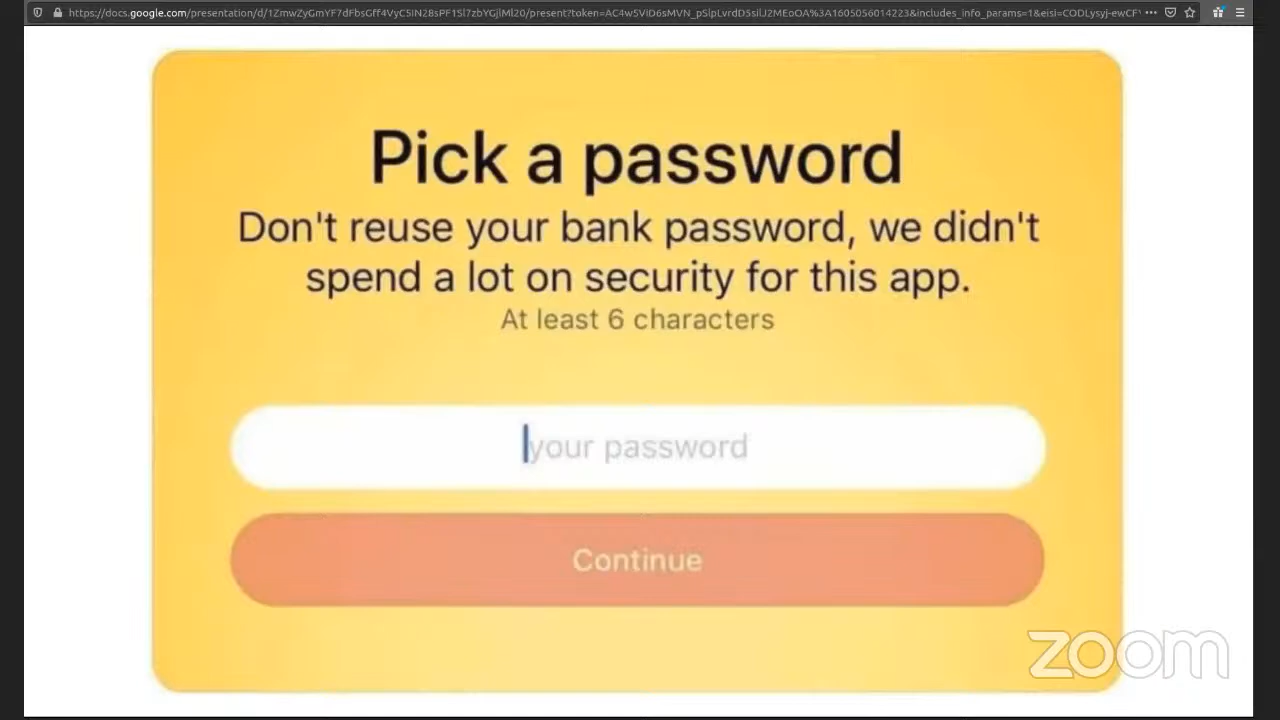 Pick a password
Don't reuse your bank password, we didn't
spend a lot on security for this app.
At least 6 characters
your password
Continue
zoom